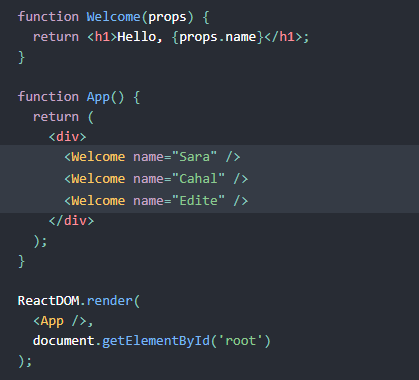 function Welcome(props) {
  return <h1>Hello, {props.name}</h1>;
}

function App() {
  return (
    <div>
      <Welcome name="Sara" />
      <Welcome name="Cahal" />
      <Welcome name="Edite" />
    </div>
  );
}

ReactDOM.render(
  <App />,
  document.getElementById('root')
);